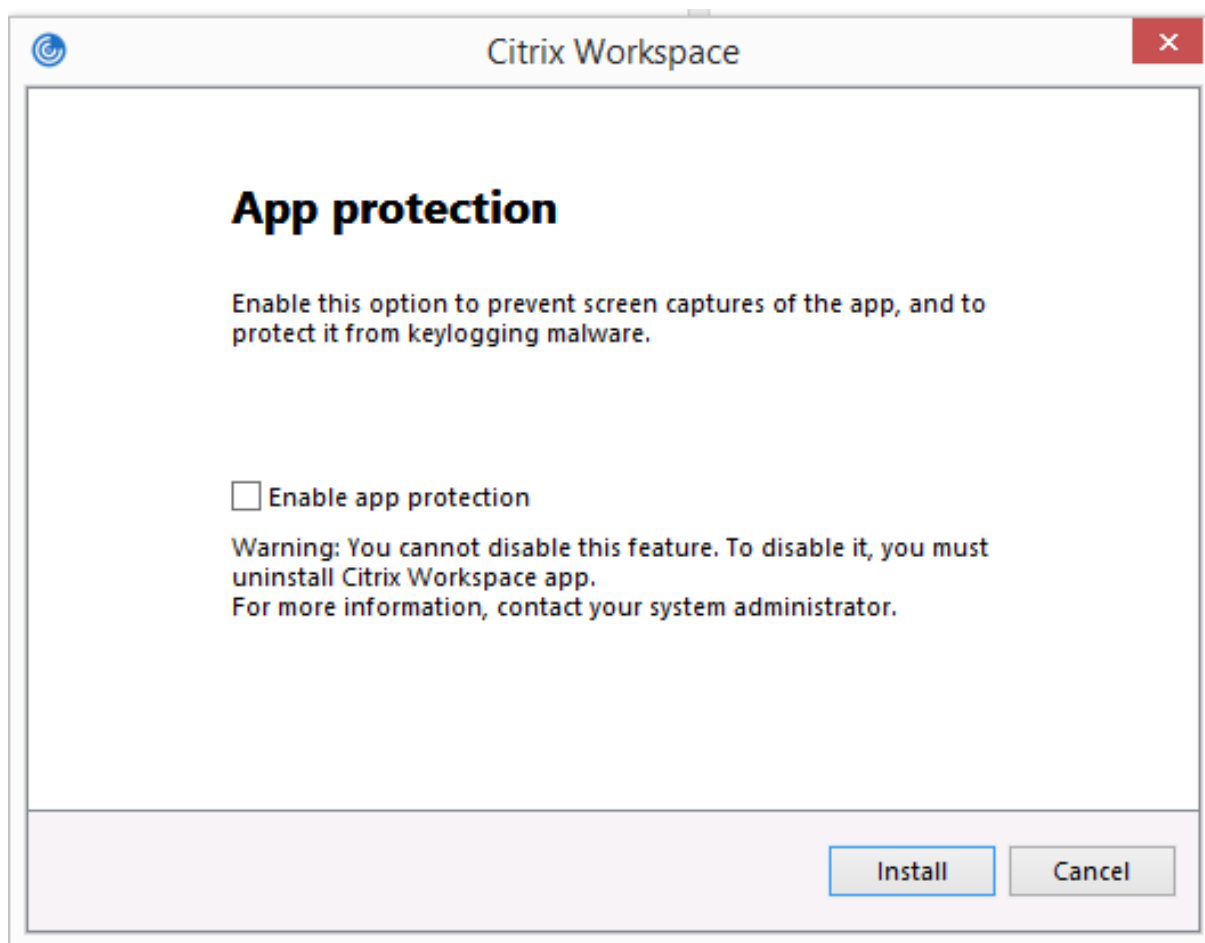 Citrix Workspace
App protection
Enable this option to prevent screen captures of the app, and to
protect it from keylogging malware.
Enable app protection
Warning: You cannot disable this feature. To disable it, you must
uninstall Citrix Workspace app.
For more information, contact your system administrator.
Install Cancel